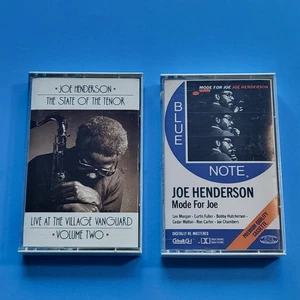 JOE HENDERSON
THE STATE OF THE TENOR
LIVE AT THE VILLAGE VANGUARD
VOLUME TWO
MODE FOR JOE JOE HENDERSON
BLUE
NOTE
JOE HENDERSON
Mode For Joe
Lee Morgan · Curtis Fuller · Bobby Hutcherson ·
Cedar Walton · Ron Carter · Joe Chambers
DIGITALLY RE-MASTERED